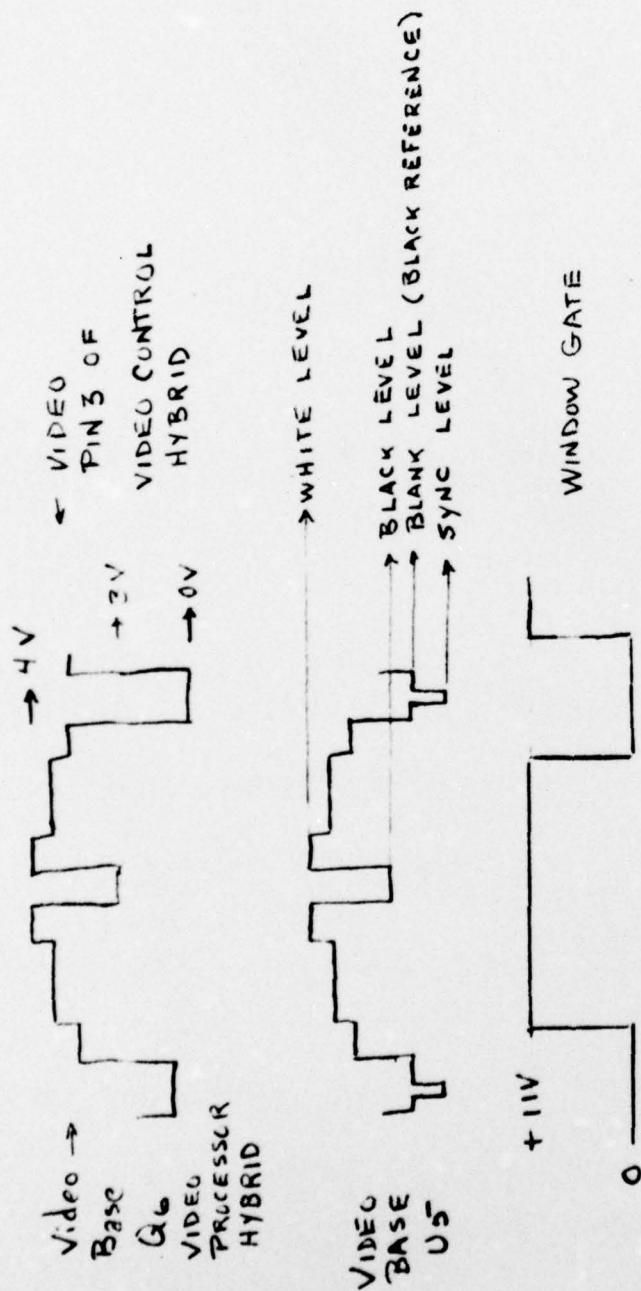 Video →
Base
Q6
VIDEO
PROCESSOR
HYBRID
→ 4V
→ 3V
→ 0V
← VIDEO
PIN 3 OF
VIDEO CONTROL
HYBRID
VIDEO
BASE
U5
→ WHITE LEVEL
→ BLACK LEVEL
→ BLANK LEVEL (BLACK REFERENCE)
→ SYNC LEVEL
+ 11V
0
WINDOW GATE